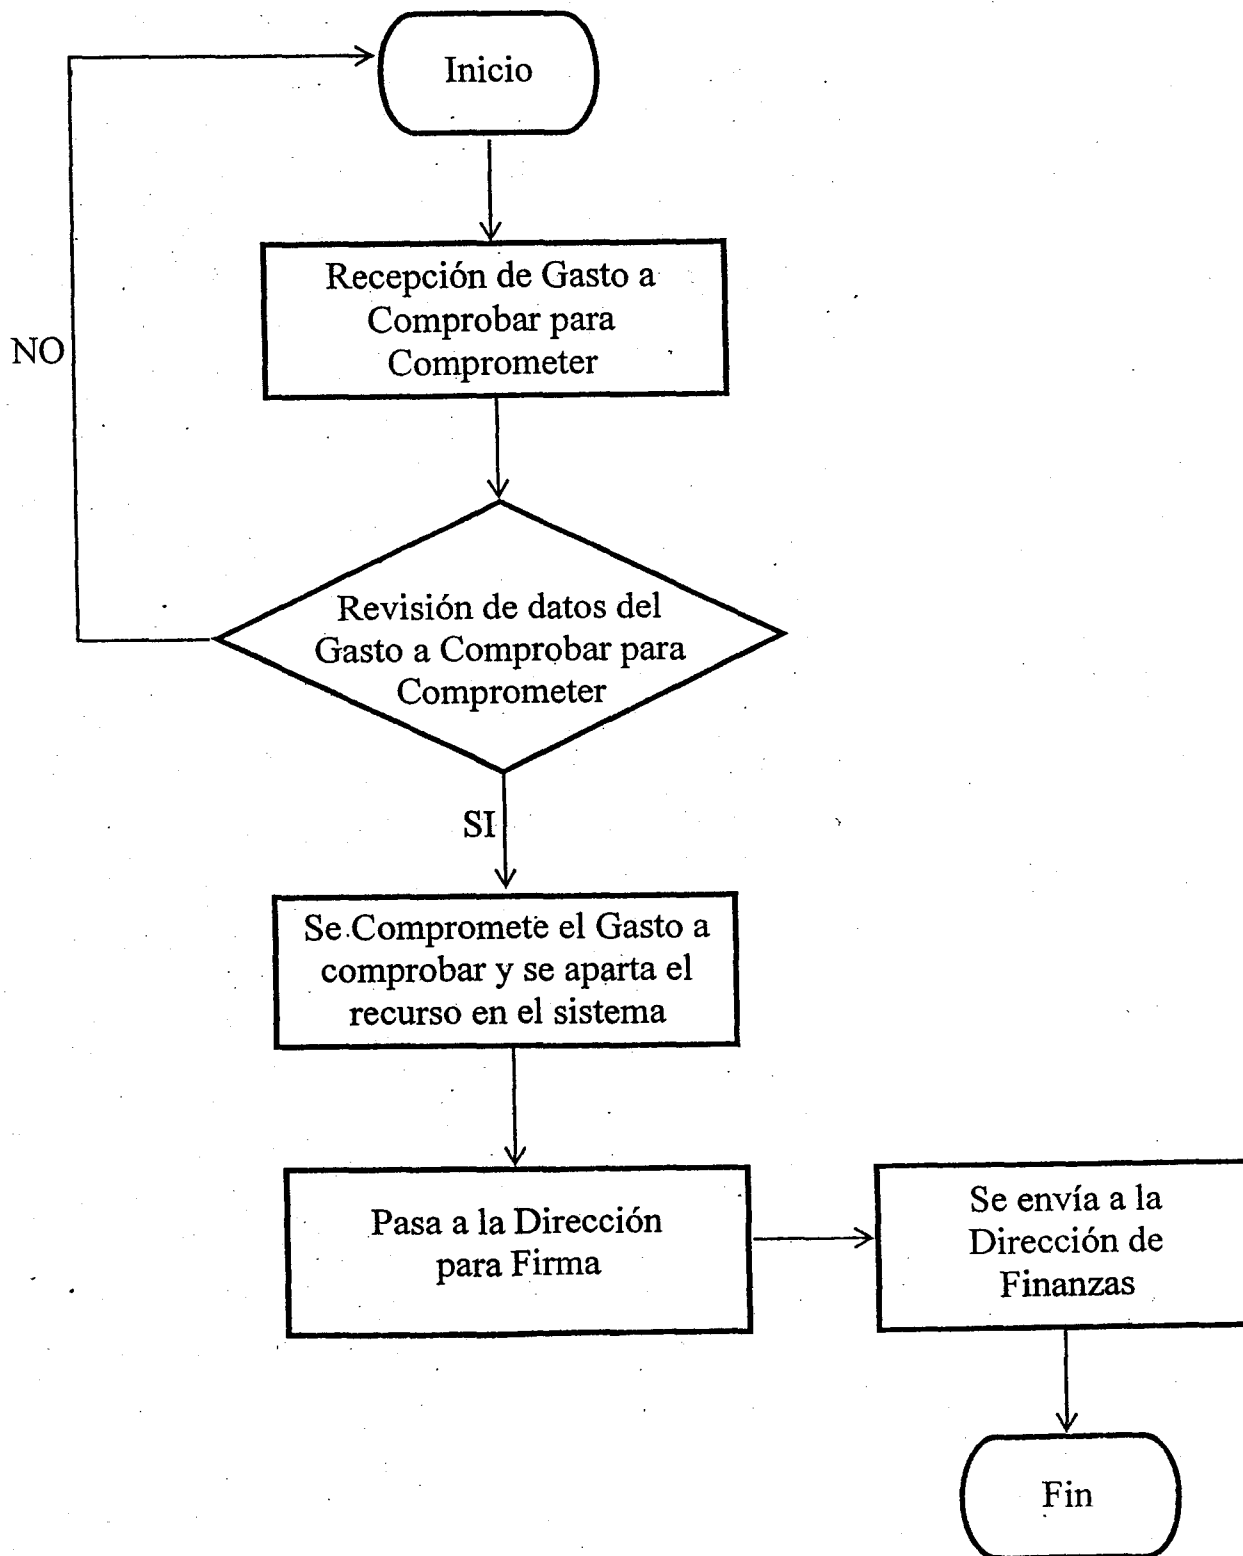 Inicio
Recepción de Gasto a
Comprobar para
Comprometer
NO
Revisión de datos del
Gasto a Comprobar para
Comprometer
SI
Se Compromete el Gasto a
comprobar y se aparta el
recurso en el sistema
Pasa a la Dirección
para Firma
Se envía a la
Dirección de
Finanzas
Fin